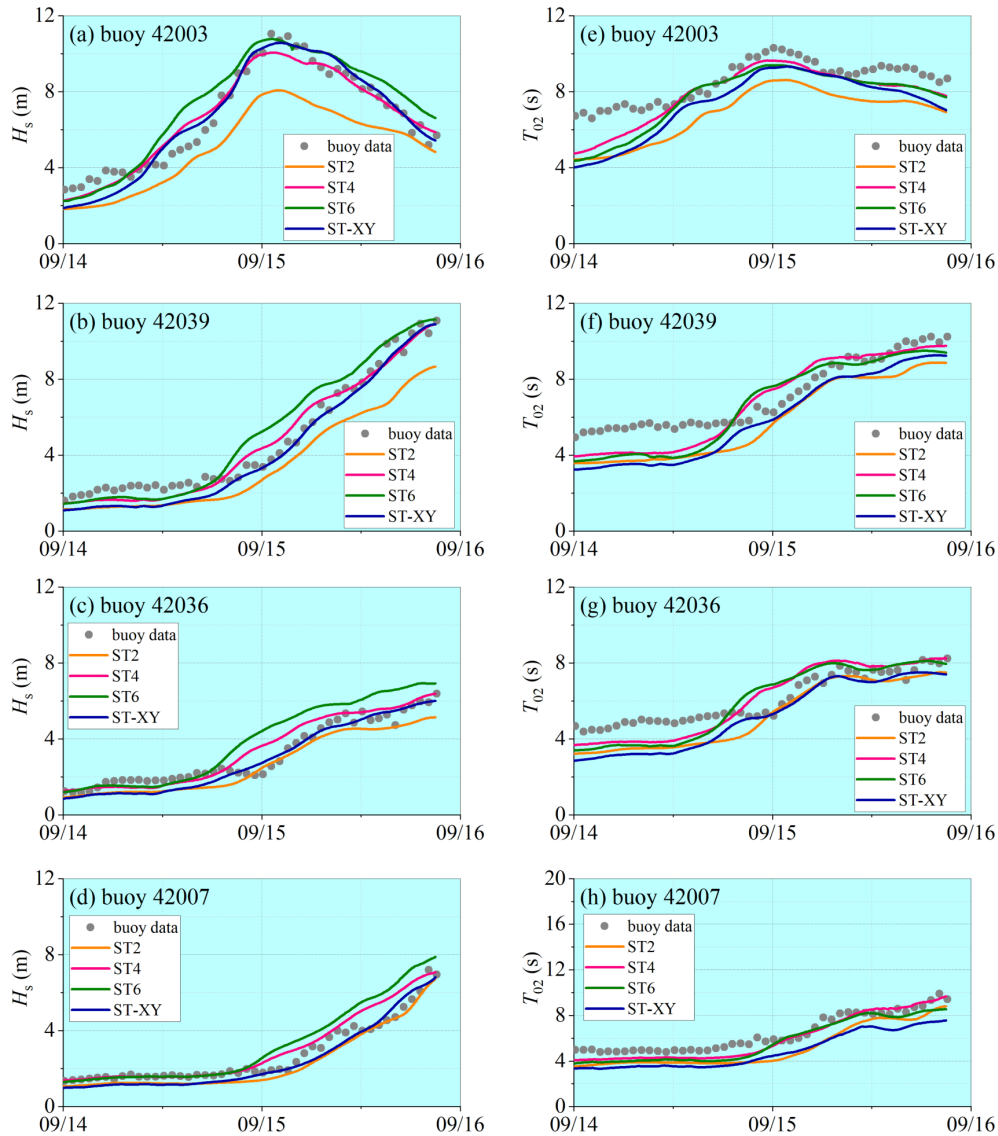 (a) buoy 42003
Hs (m)
12
8
4
0
buoy data
ST2
ST4
ST6
ST-XY
09/14
09/15
09/16
(e) buoy 42003
T02 (s)
12
8
4
0
buoy data
ST2
ST4
ST6
ST-XY
09/14
09/15
09/16
(b) buoy 42039
Hs (m)
12
8
4
0
buoy data
ST2
ST4
ST6
ST-XY
09/14
09/15
09/16
(f) buoy 42039
T02 (s)
12
8
4
0
buoy data
ST2
ST4
ST6
ST-XY
09/14
09/15
09/16
(c) buoy 42036
Hs (m)
12
8
4
0
buoy data
ST2
ST4
ST6
ST-XY
09/14
09/15
09/16
(g) buoy 42036
T02 (s)
12
8
4
0
buoy data
ST2
ST4
ST6
ST-XY
09/14
09/15
09/16
(d) buoy 42007
Hs (m)
12
8
4
0
buoy data
ST2
ST4
ST6
ST-XY
09/14
09/15
09/16
(h) buoy 42007
T02 (s)
20
16
12
8
4
0
buoy data
ST2
ST4
ST6
ST-XY
09/14
09/15
09/16